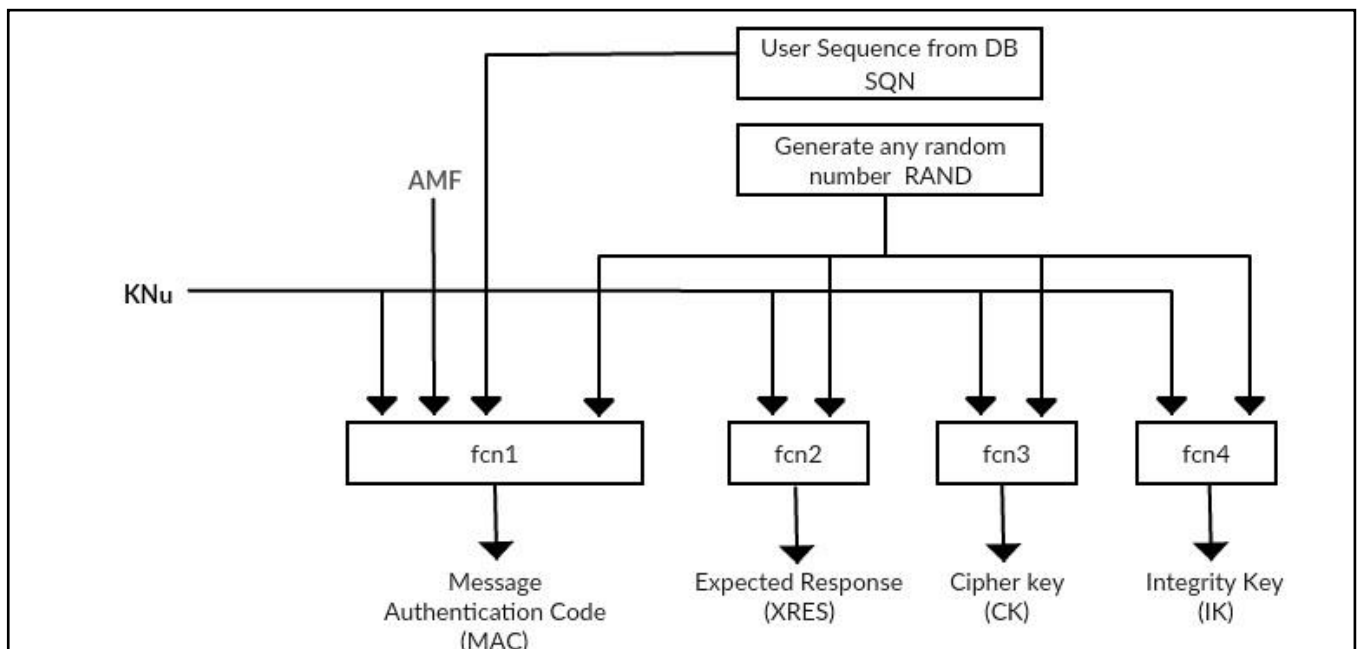 User Sequence from DB
SQN
Generate any random
number RAND
AMF
KNu
fcn1
fcn2
fcn3
fcn4
Message
Authentication Code
(MAC)
Expected Response
(XRES)
Cipher key
(CK)
Integrity Key
(IK)